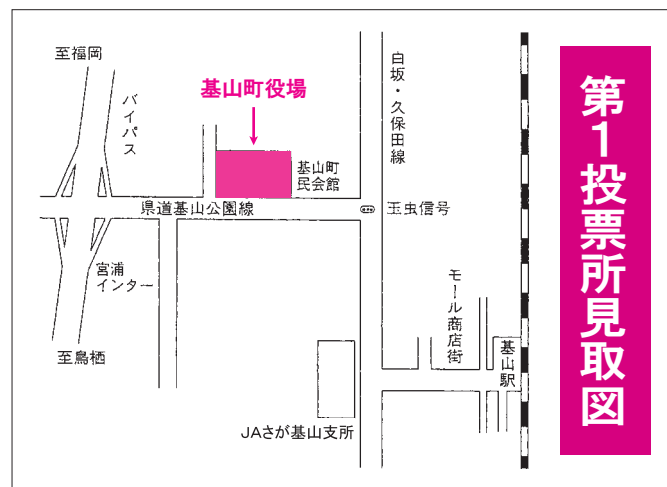 第1投票所見取図
至福岡
バイパス
基山町役場
白坂・久保田線
基山町
民会館
県道基山公園線
玉虫信号
宮浦
インター
モール商店街
至鳥栖
基山駅
JAさが基山支所